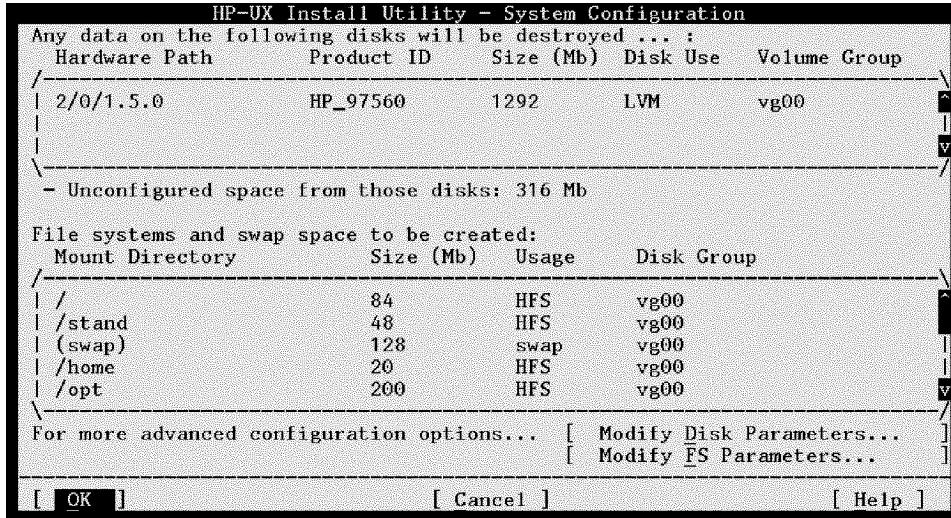 HP-UX Install Utility - System Configuration
Any data on the following disks will be destroyed ... :
Hardware Path Product ID Size (Mb) Disk Use Volume Group
2/0/1.5.0 HP_97560 1292 LVM vg00
- Unconfigured space from those disks: 316 Mb
File systems and swap space to be created:
Mount Directory Size (Mb) Usage Disk Group
/ 84 HFS vg00
/stand 48 HFS vg00
(swap) 128 swap vg00
/home 20 HFS vg00
/opt 200 HFS vg00
For more advanced configuration options... [ Modify Disk Parameters... ]
[ Modify FS Parameters... ]
[ OK ] [ Cancel ] [ Help ]